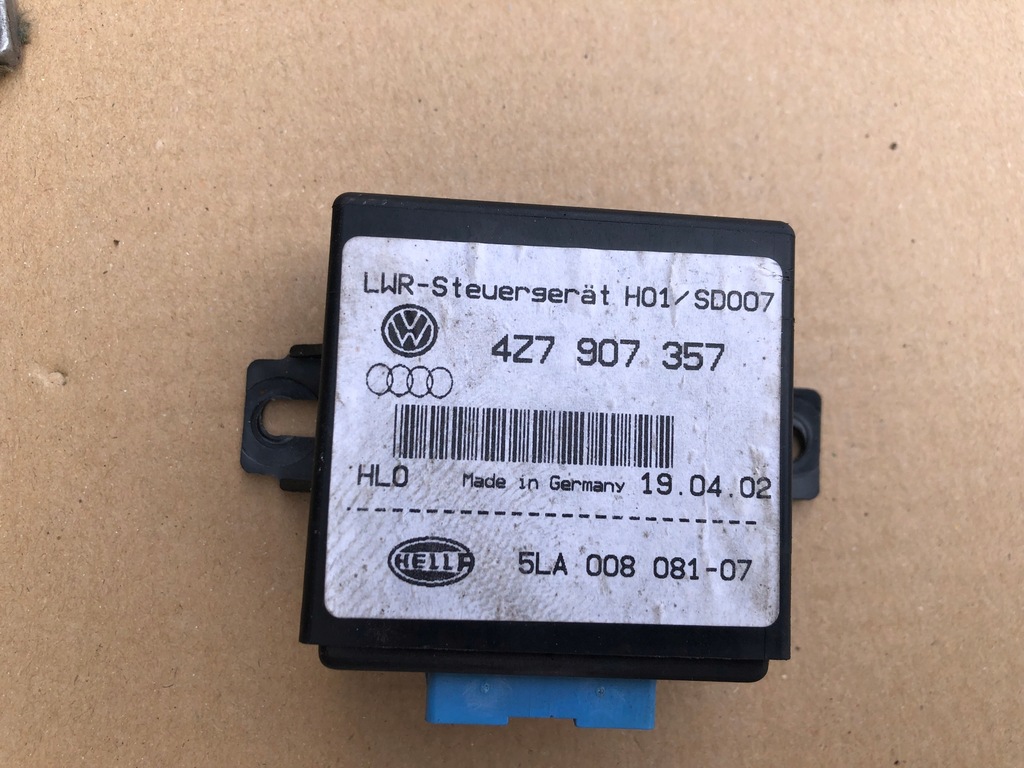 LWR-Steuergerät H01/SD007
4Z7 907 357
HLO Made in Germany 19.04.02
HELLA 5LA 008 081-07